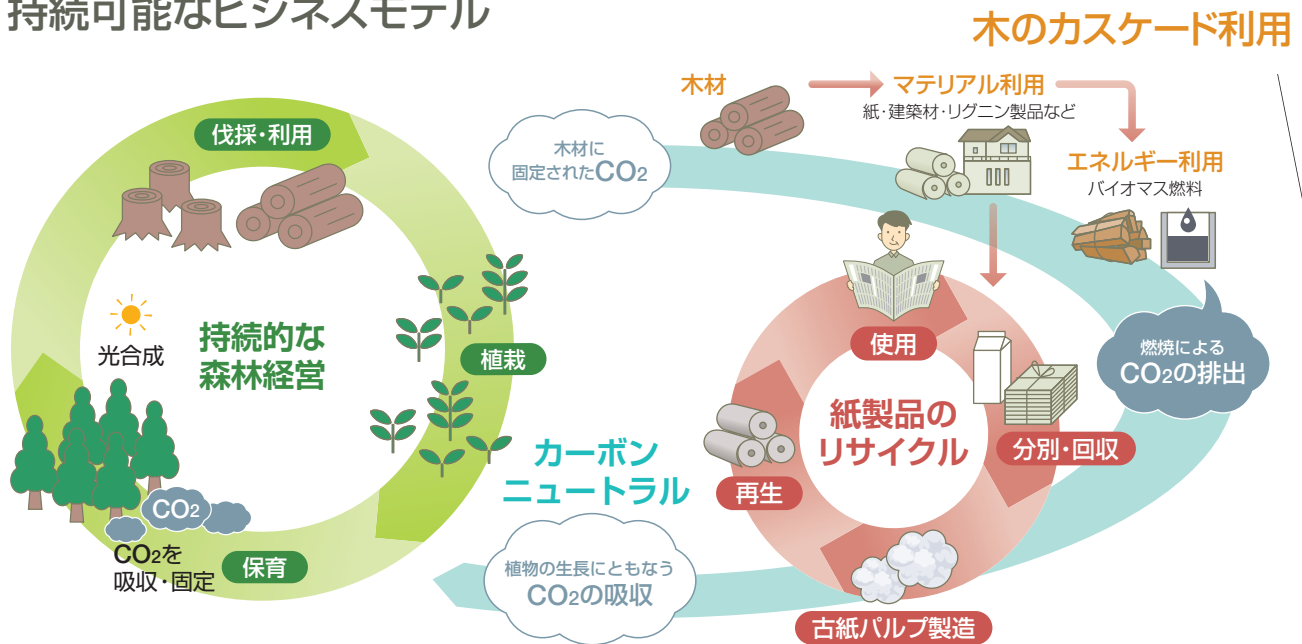 持続可能なビジネスモデル
木のカスケード利用
伐採・利用
持続的な
森林経営
光合成
植栽
CO2
CO2を
吸収・固定
保育
木材に
固定されたCO2
木材
マテリアル利用
紙・建築材・リグニン製品など
エネルギー利用
バイオマス燃料
燃焼による
CO2の排出
使用
紙製品の
リサイクル
分別・回収
再生
古紙パルプ製造
カーボン
ニュートラル
植物の生長にともなう
CO2の吸収